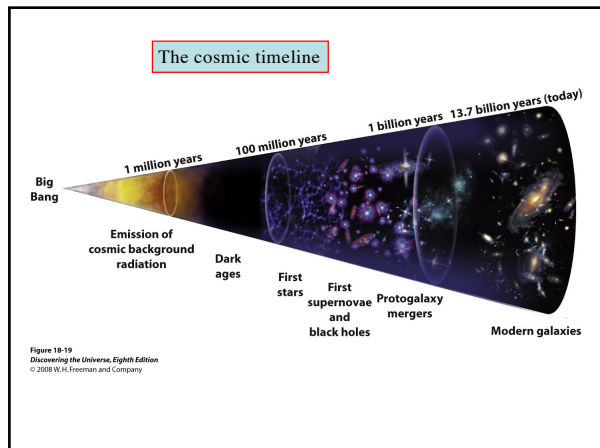 The cosmic timeline
1 million years
100 million years
1 billion years
13.7 billion years (today)
Big
Bang
Emission of
cosmic background
radiation
Dark
ages
First
stars
First
supernovae
and
black holes
Protogalaxy
mergers
Modern galaxies
Figure 18-19
Discovering the Universe, Eighth Edition
© 2008 W. H. Freeman and Company